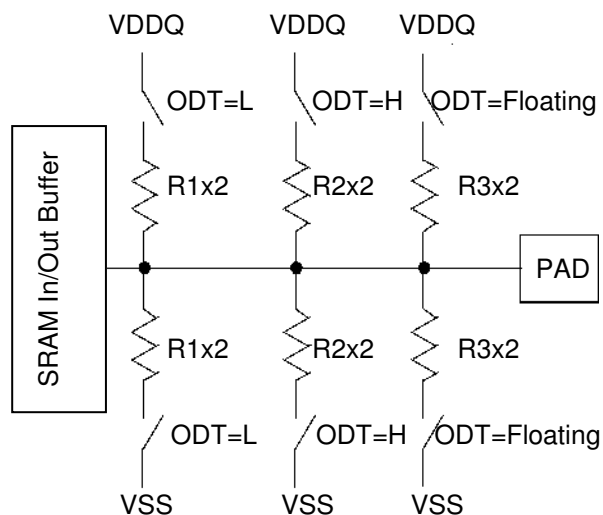 VDDQ VDDQ VDDQ
ODT=L ODT=H ODT=Floating
R1x2 R2x2 R3x2
SRAM In/Out Buffer
PAD
R1x2 R2x2 R3x2
ODT=L ODT=H ODT=Floating
VSS VSS VSS